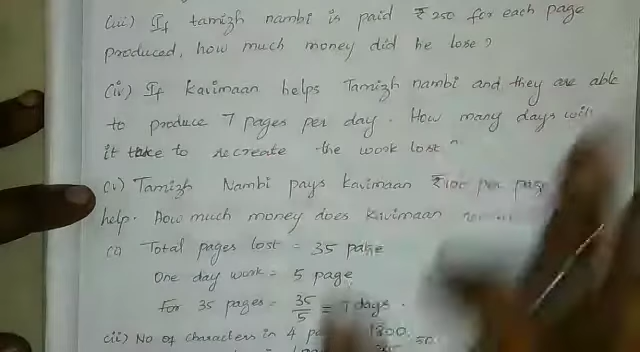 (iii) If tamizh nambi is paid ₹250 for each page
produced, how much money did he lose?
(iv) If Kavimaan helps Tamizh nambi and they are able
to produce 7 pages per day. How many days will
it take to recreate the work lost
(v) Tamizh Nambi pays Kavimaan ₹100 per page
help. How much money does Kavimaan
(i) Total pages lost = 35 page
One day work = 5 page
For 35 pages = 35/5 = 7 days.
(ii) No of characters in 4 1800